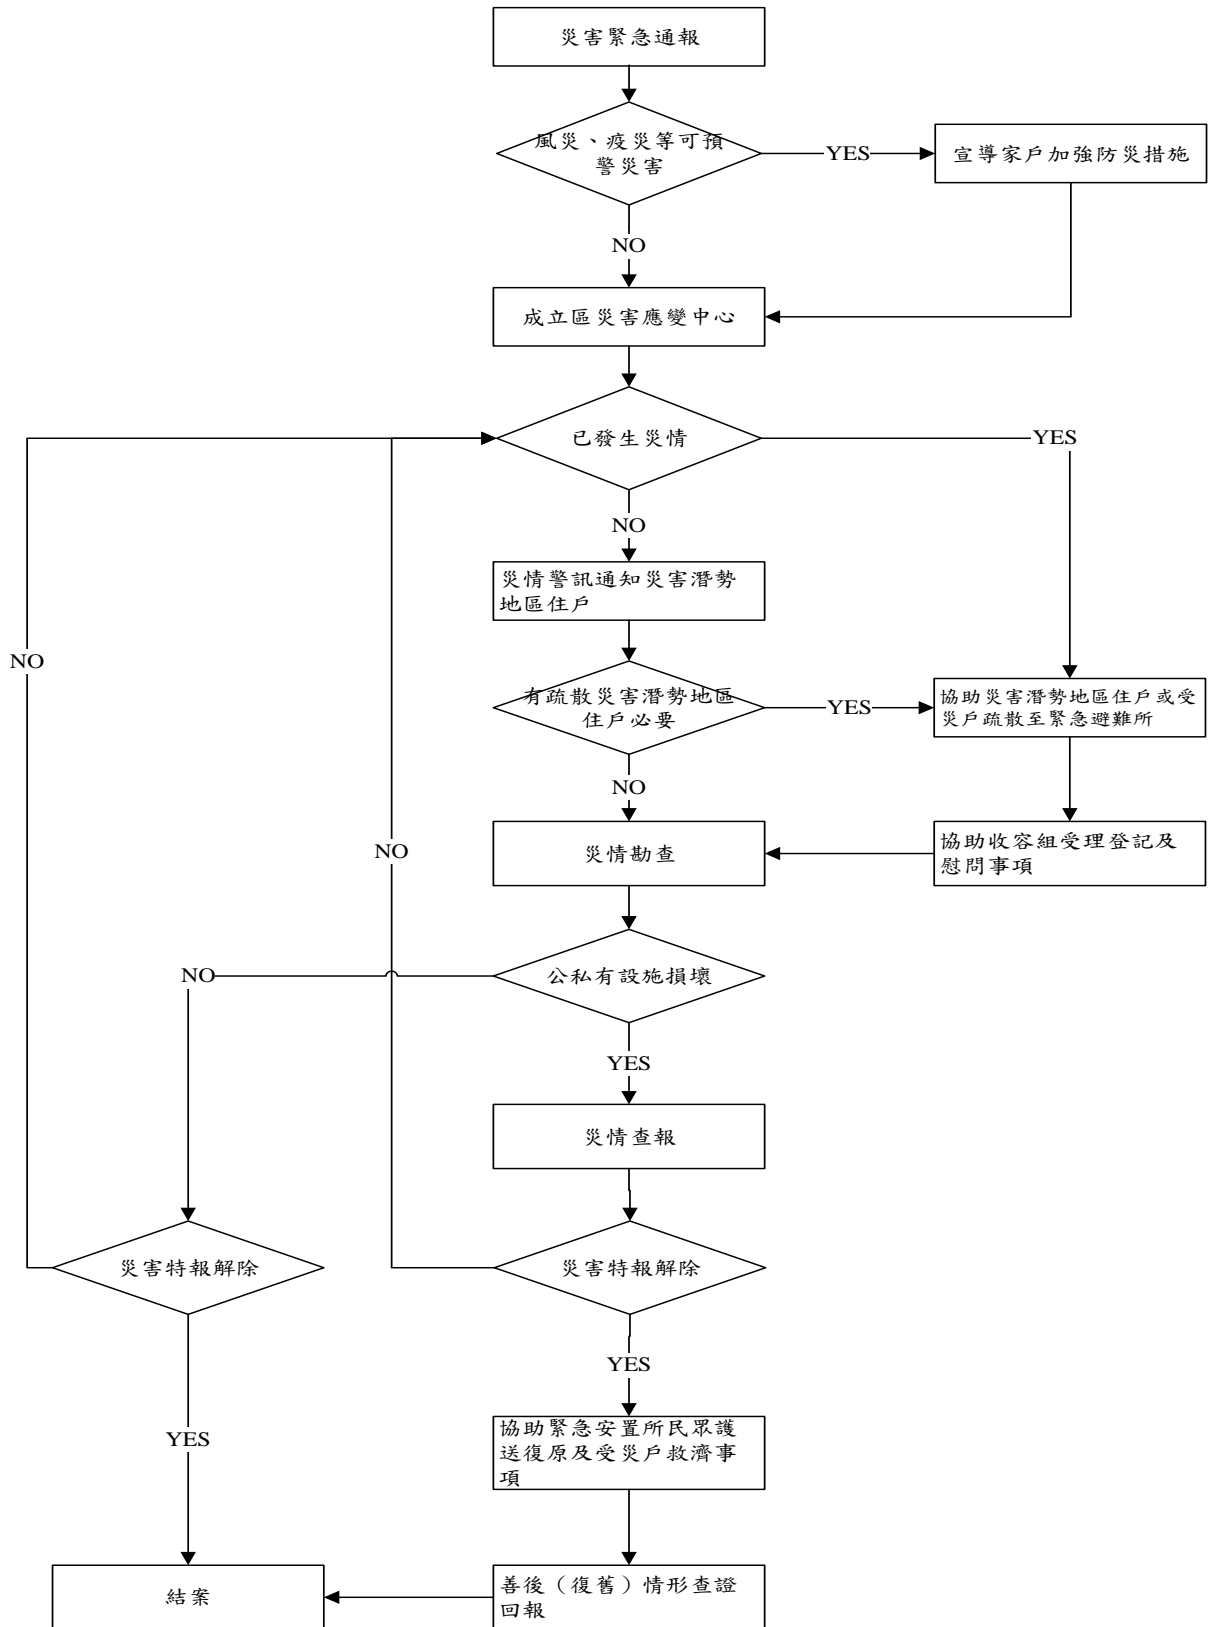 災害緊急通報
風災、疫災等可預
警災害
YES
宣導家戶加強防災措施
NO
成立區災害應變中心
已發生災情
YES
NO
災情警訊通知災害潛勢
地區住戶
NO
有疏散災害潛勢地區
住戶必要
YES
協助災害潛勢地區住戶或受
災戶疏散至緊急避難所
NO
NO
災情勘查
協助收容組受理登記及
慰問事項
NO
公私有設施損壞
YES
災情查報
災害特報解除
災害特報解除
YES
YES
協助緊急安置所民眾護
送復原及受災戶救濟事
項
結案
善後（復舊）情形查證
回報